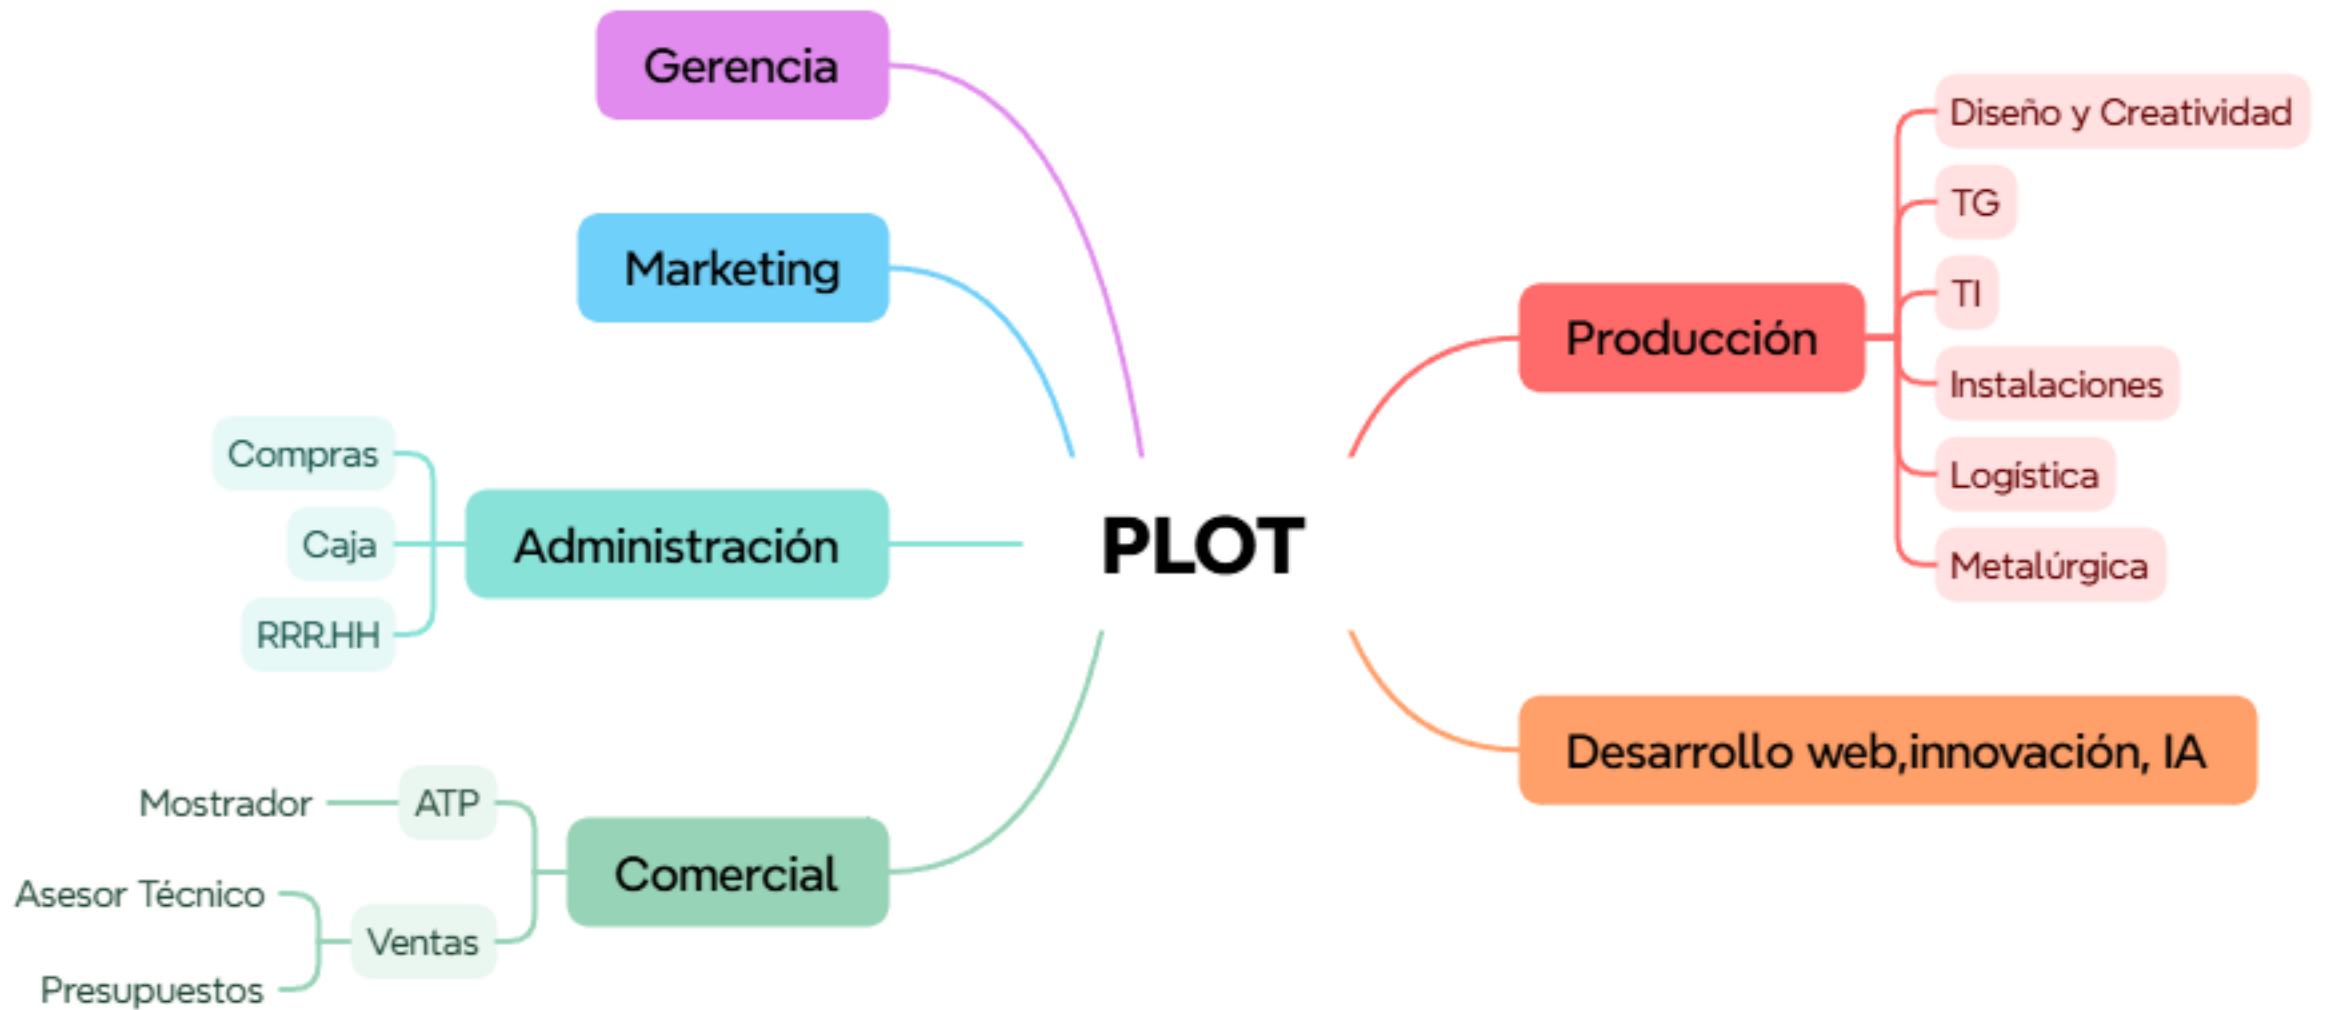 Gerencia
Marketing
Compras
Caja
RRR.HH
Administración
Mostrador
ATP
Asesor Técnico
Presupuestos
Ventas
Comercial
PLOT
Producción
Diseño y Creatividad
TG
TI
Instalaciones
Logística
Metalúrgica
Desarrollo web,innovación, IA